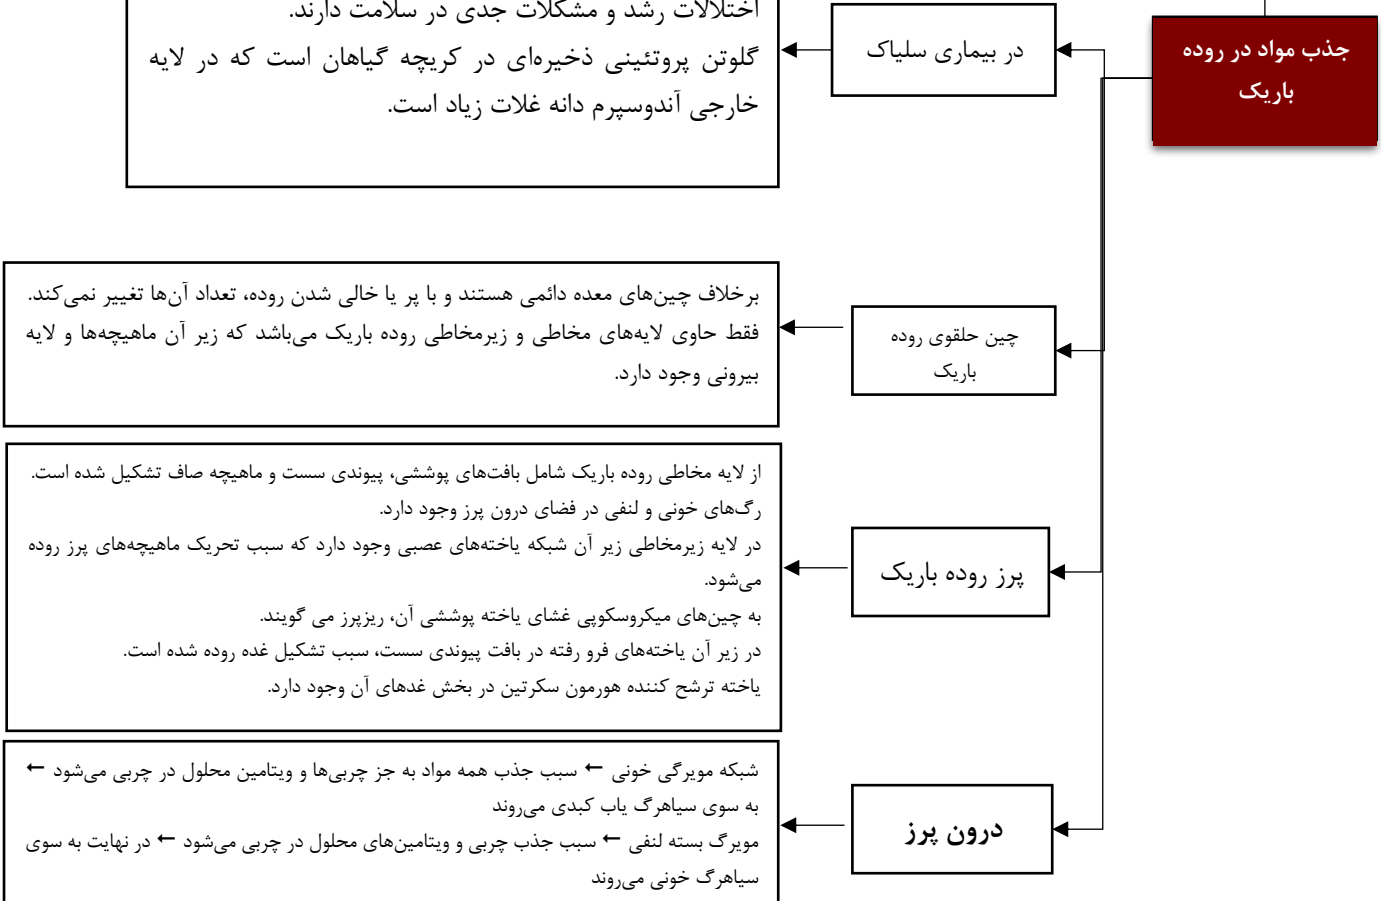 جذب مواد در روده
باریک
در بیماری سلیاک
اختلالات رشد و مشکلات جدی در سلامت دارند.
گلوتن پروتئینی ذخیره‌ای در کریچه گیاهان است که در لایه
خارجی آندوسپرم دانه غلات زیاد است.
چین حلقوی روده
باریک
برخلاف چین‌های معده دائمی هستند و با پر یا خالی شدن روده، تعداد آن‌ها تغییر نمی‌کند.
فقط حاوی لایه‌های مخاطی و زیرمخاطی روده باریک می‌باشد که زیر آن ماهیچه‌ها و لایه
بیرونی وجود دارد.
پرز روده باریک
از لایه مخاطی روده باریک شامل بافت‌های پوششی، پیوندی سست و ماهیچه صاف تشکیل شده است.
رگ‌های خونی و لنفی در فضای درون پرز وجود دارد.
در لایه زیرمخاطی زیر آن شبکه یاخته‌های عصبی وجود دارد که سبب تحریک ماهیچه‌های پرز روده
می‌شود.
به چین‌های میکروسکوپی غشای یاخته پوششی آن، ریزپرز می گویند.
در زیر آن یاخته‌های فرو رفته در بافت پیوندی سست، سبب تشکیل غده روده شده است.
یاخته ترشح کننده هورمون سکرتین در بخش غدهای آن وجود دارد.
درون پرز
شبکه مویرگی خونی ← سبب جذب همه مواد به جز چربی‌ها و ویتامین محلول در چربی می‌شود ←
به سوی سیاهرگ یاب کبدی می‌روند
مویرگ بسته لنفی ← سبب جذب چربی و ویتامین‌های محلول در چربی می‌شود ← در نهایت به سوی
سیاهرگ خونی می‌روند